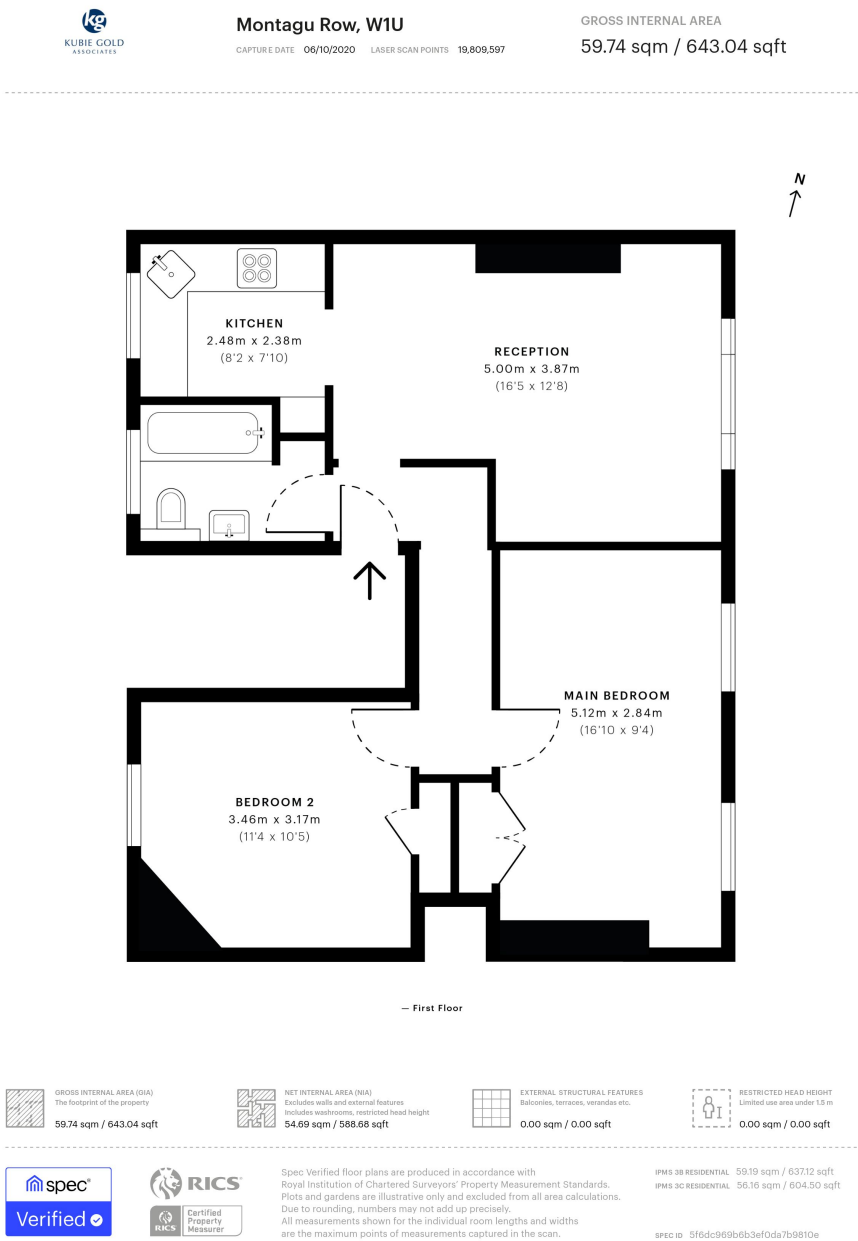 kg
KUBIE GOLD
ASSOCIATES
Montagu Row, W1U
CAPTURE DATE 06/10/2020 LASER SCAN POINTS 19,809,597
GROSS INTERNAL AREA
59.74 sqm / 643.04 sqft
N
KITCHEN
2.48m x 2.38m
(8'2 x 7'10)
RECEPTION
5.00m x 3.87m
(16'5 x 12'8)
MAIN BEDROOM
5.12m x 2.84m
(16'10 x 9'4)
BEDROOM 2
3.46m x 3.17m
(11'4 x 10'5)
— First Floor
GROSS INTERNAL AREA (GIA)
The footprint of the property
59.74 sqm / 643.04 sqft
NET INTERNAL AREA (NIA)
Excludes walls and external features
Includes washrooms, restricted head height
54.69 sqm / 588.68 sqft
EXTERNAL STRUCTURAL FEATURES
Balconies, terraces, verandas etc.
0.00 sqm / 0.00 sqft
RESTRICTED HEAD HEIGHT
Limited use area under 1.5 m
0.00 sqm / 0.00 sqft
spec
Verified
RICS
RICS
Certified
Property
Measurer
Spec Verified floor plans are produced in accordance with
Royal Institution of Chartered Surveyors' Property Measurement Standards.
Plots and gardens are illustrative only and excluded from all area calculations.
Due to rounding, numbers may not add up precisely.
All measurements shown for the individual room lengths and widths
are the maximum points of measurements captured in the scan.
IPMS 3B RESIDENTIAL 59.19 sqm / 637.12 sqft
IPMS 3C RESIDENTIAL 56.16 sqm / 604.50 sqft
SPEC ID 5f6dc969b6b3ef0da7b9810e